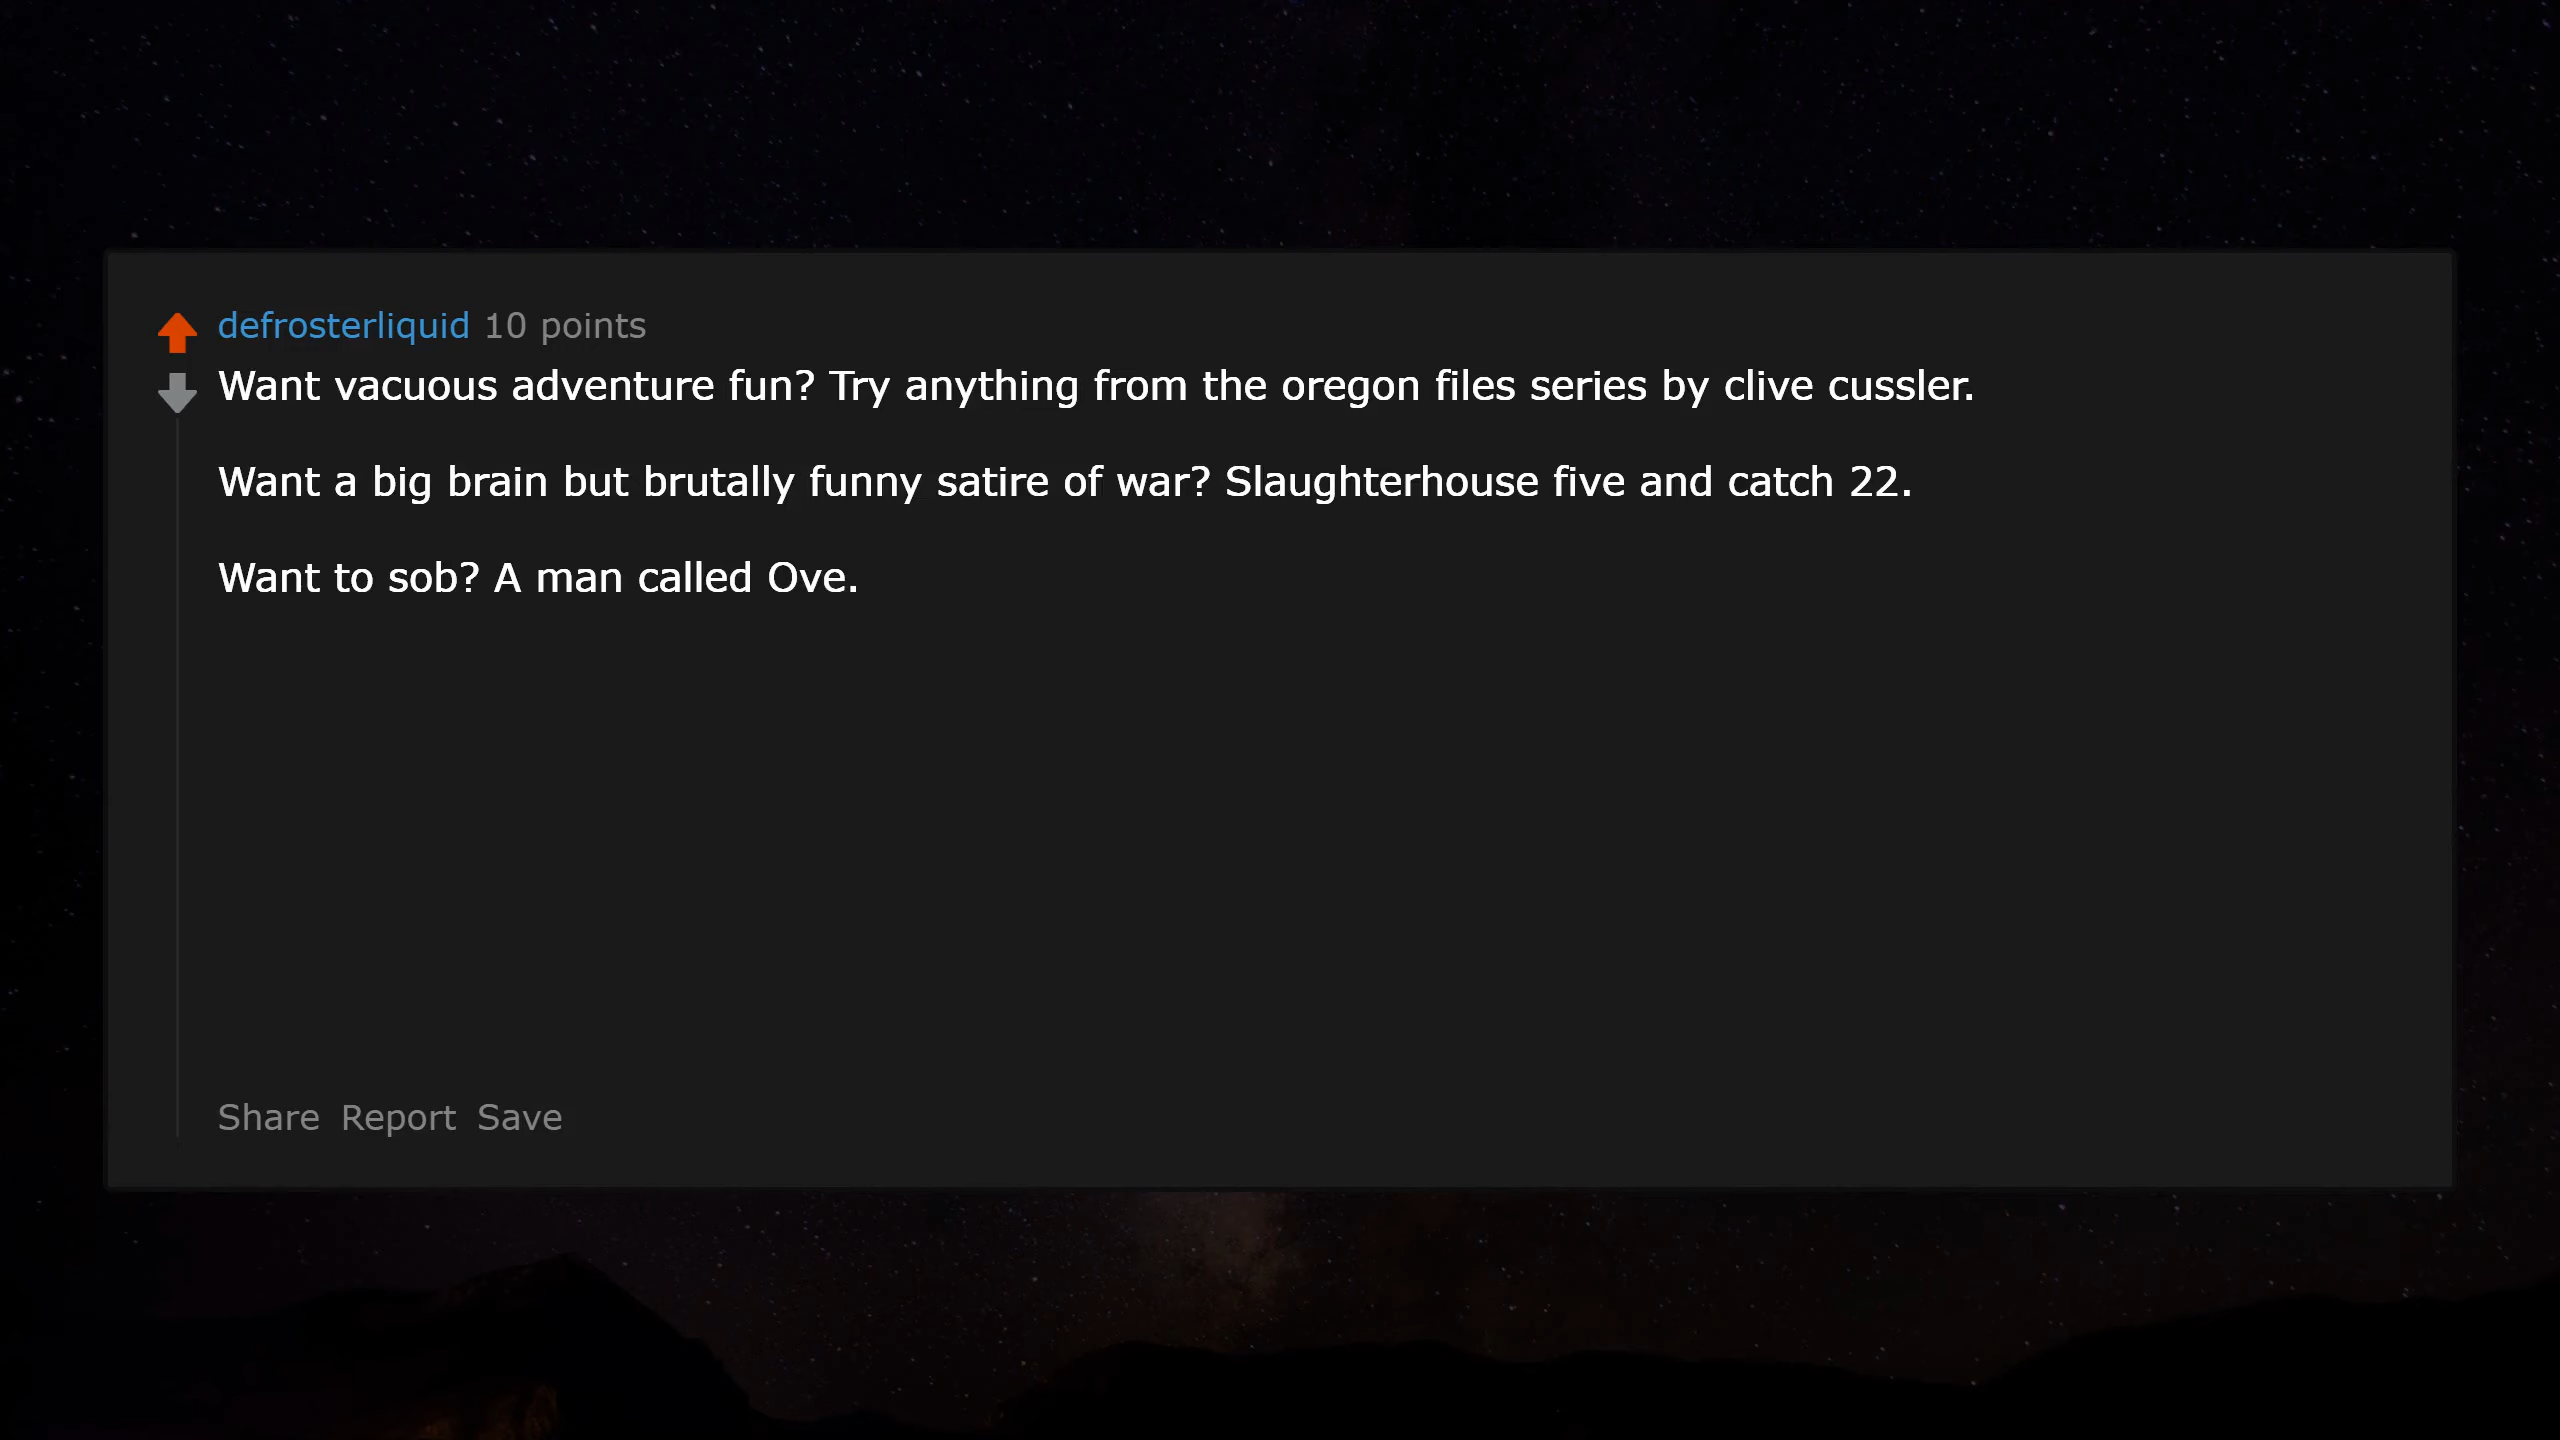 defrosterliquid 10 points
Want vacuous adventure fun? Try anything from the oregon files series by clive cussler.
Want a big brain but brutally funny satire of war? Slaughterhouse five and catch 22.
Want to sob? A man called Ove.
Share Report Save